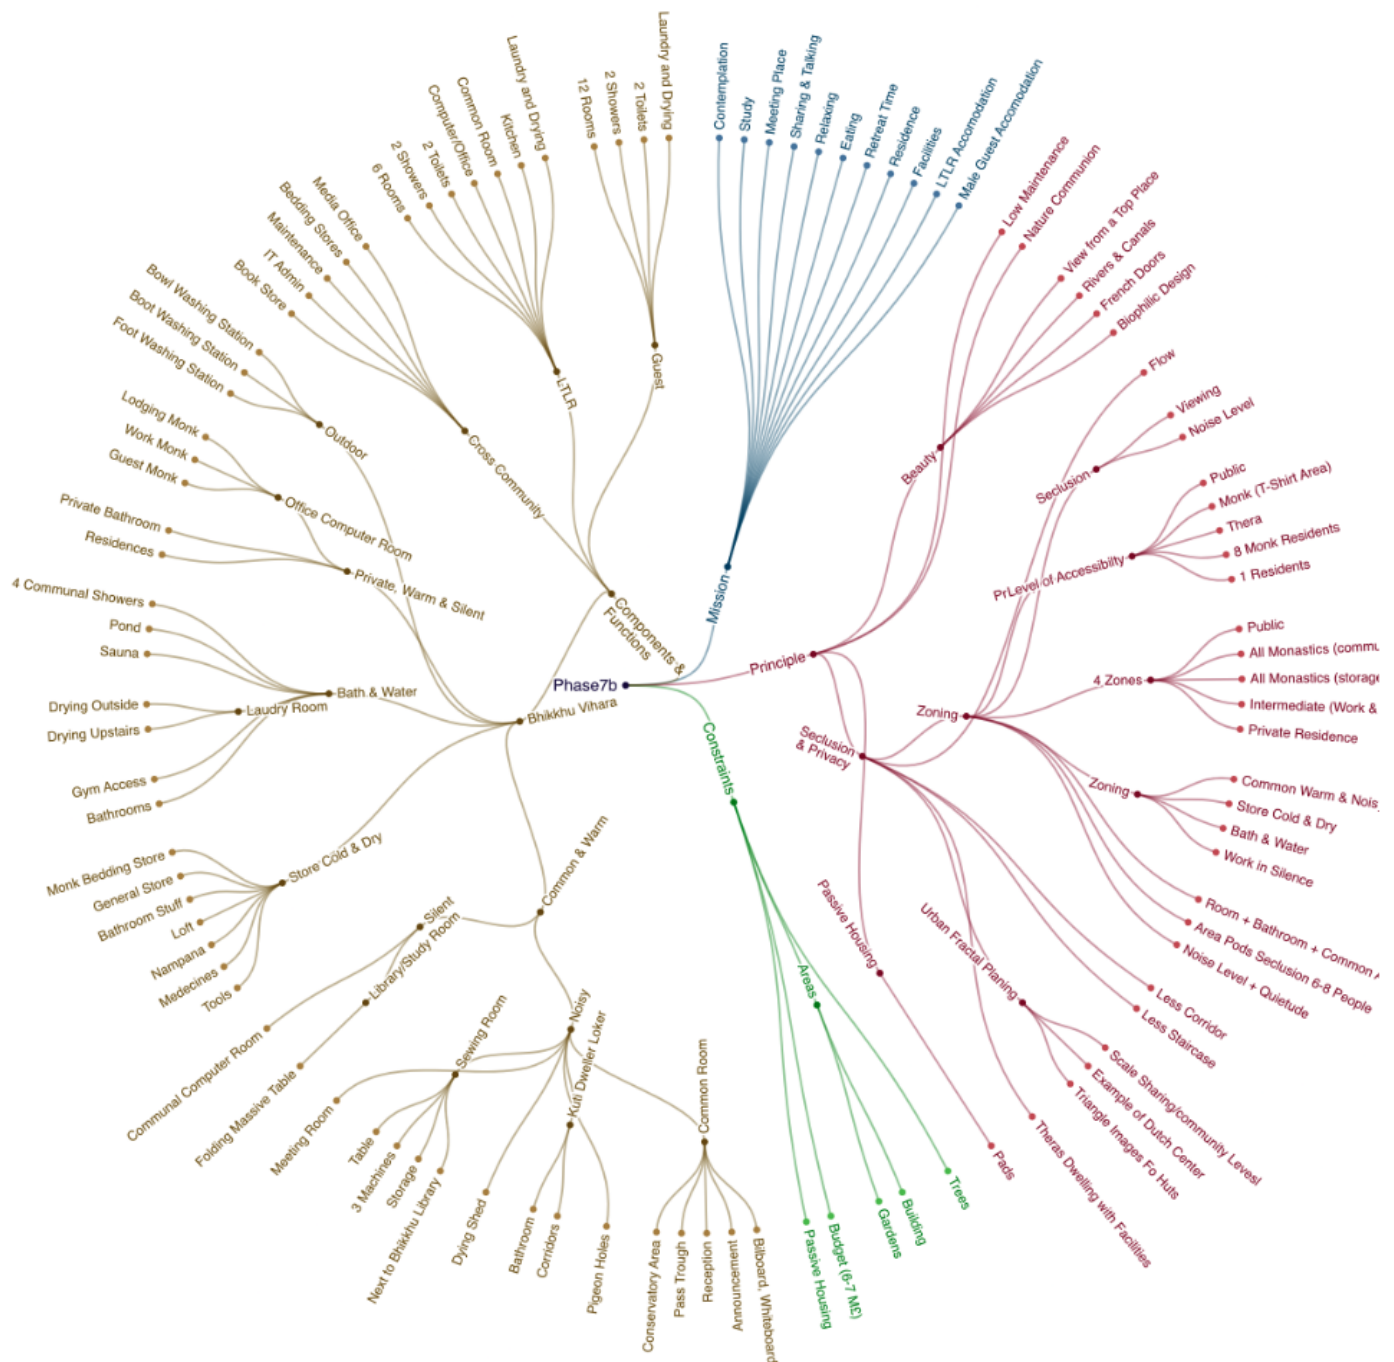 Phase7b
Mission
Contemplation
Study
Meeting Place
Sharing & Talking
Relaxing
Eating
Retreat Time
Residence
Facilities
LTLR Accomodation
Male Guest Accomodation
Principle
Beauty
Low Maintenance
Nature Communion
View from a Top Place
Rivers & Canals
French Doors
Biophilic Design
Flow
Seclusion
Viewing
Noise Level
PrLevel of Accessibilty
Public
Monk (T-Shirt Area)
Thera
8 Monk Residents
1 Residents
Seclusion
& Privacy
Zoning
4 Zones
Public
All Monastics (commu
All Monastics (storage
Intermediate (Work &
Private Residence
Zoning
Common Warm & Nois
Store Cold & Dry
Bath & Water
Work in Silence
Room + Bathroom + Common
Area Pods Seclusion 6-8 People
Noise Level + Quietude
Less Corridor
Less Staircase
Urban Fractal Planing
Scale Sharing/community Levesl
Example of Dutch Center
Triangle Images Fo Huts
Theras Dwelling with Facilities
Passive Housing
Pads
Constraints
Areas
Trees
Building
Gardens
Budget (6-7 M£)
Passive Housing
Components &
Functions
Guest
Laundry and Drying
2 Toilets
2 Showers
12 Rooms
LTLR
Laundry and Drying
Kitchen
Common Room
Computer/Office
2 Toilets
2 Showers
6 Rooms
Cross Community
Media Office
Bedding Stores
Maintenance
IT Admin
Book Store
Bhikkhu Vihara
Outdoor
Bowl Washing Station
Boot Washing Station
Foot Washing Station
Office Computer Room
Lodging Monk
Work Monk
Guest Monk
Private, Warm & Silent
Private Bathroom
Residences
Bath & Water
4 Communal Showers
Pond
Sauna
Laudry Room
Drying Outside
Drying Upstairs
Gym Access
Bathrooms
Store Cold & Dry
Monk Bedding Store
General Store
Bathroom Stuff
Loft
Nampana
Medecines
Tools
Common & Warm
Silent
Library/Study Room
Communal Computer Room
Folding Massive Table
Noisy
Sewing Room
Meeting Room
Table
3 Machines
Storage
Next to Bhikkhu Library
Dying Shed
Kuti Dweller Loker
Bathroom
Corridors
Pigeon Holes
Common Room
Conservatory Area
Pass Trough
Reception
Announcement
Bilboard, Whiteboard